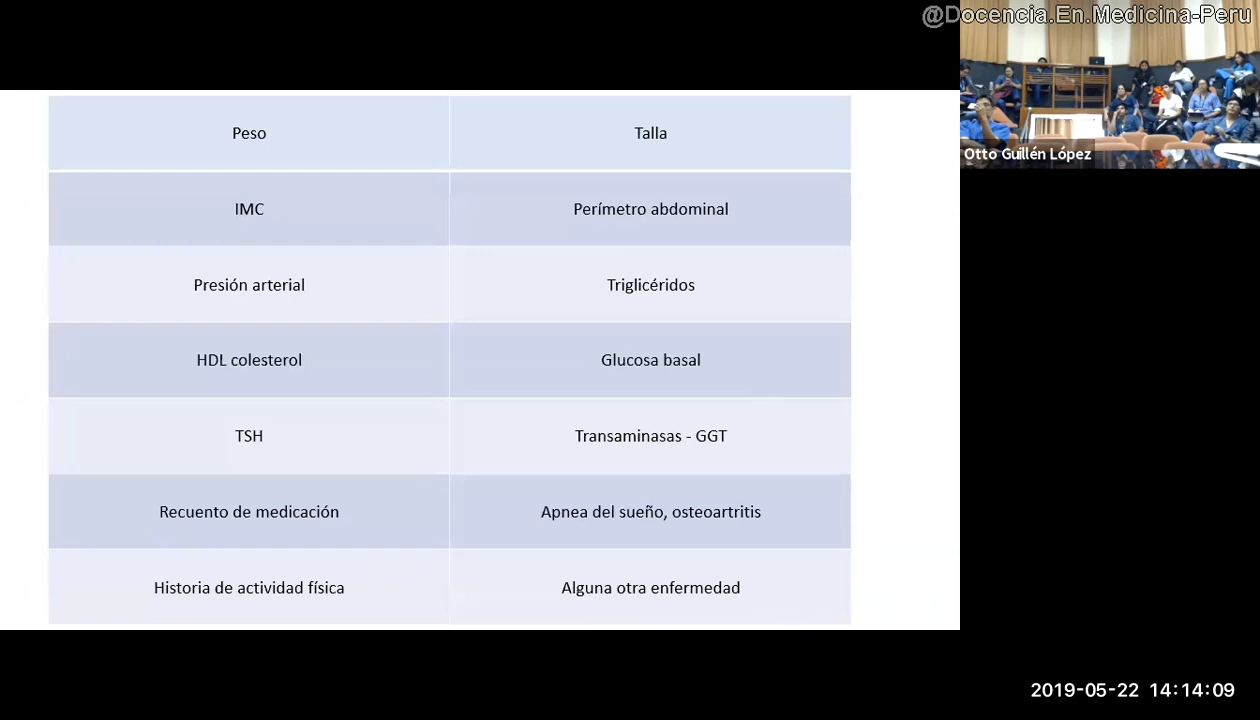 @Docencia.En.Medicina-Peru
Otto Guillén López
Peso Talla
IMC Perímetro abdominal
Presión arterial Triglicéridos
HDL colesterol Glucosa basal
TSH Transaminasas - GGT
Recuento de medicación Apnea del sueño, osteoartritis
Historia de actividad física Alguna otra enfermedad
2019-05-22 14:14:09